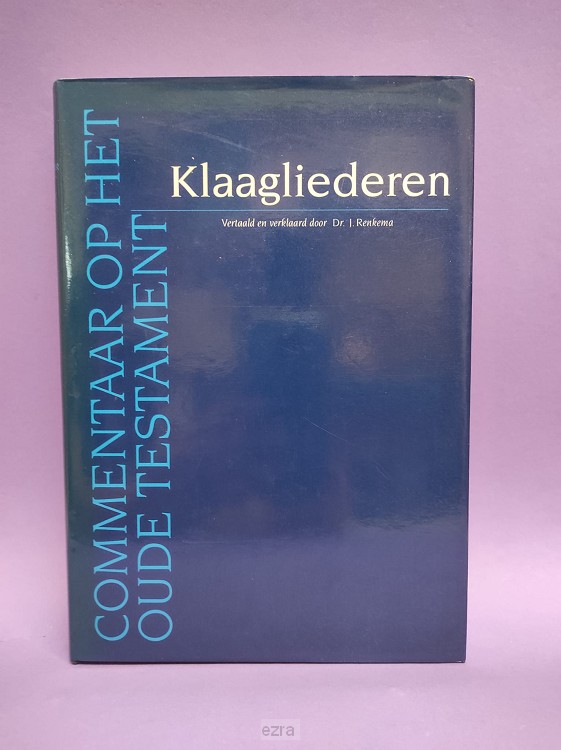 COMMENTAAR OP HET
OUDE TESTAMENT
Klaagliederen
Vertaald en verklaard door Dr. J. Renkema
ezra